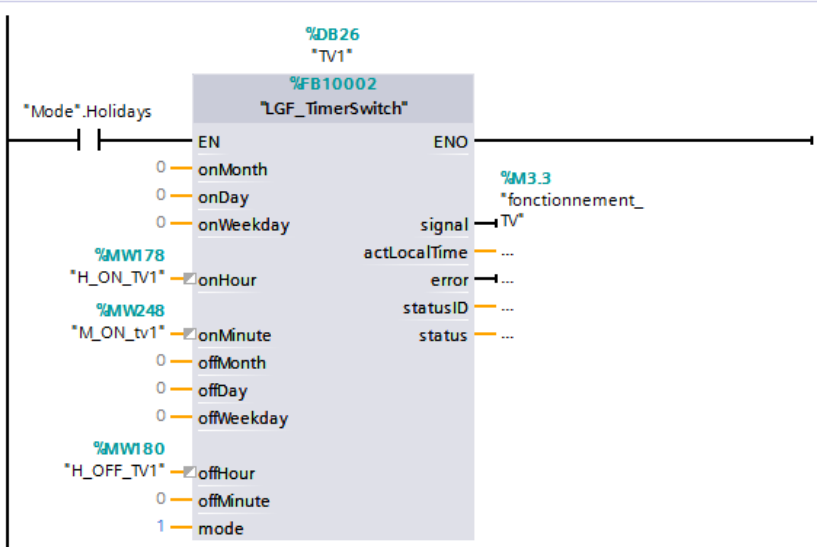 %DB26
"TV1"
%FB10002
"LGF_TimerSwitch"
"Mode".Holidays
EN
ENO
0
onMonth
0
onDay
0
onWeekday
%M3.3
"fonctionnement_
TV"
signal
actLocalTime
...
%MW178
"H_ON_TV1"
onHour
error
...
statusID
...
%MW248
"M_ON_tv1"
onMinute
status
...
0
offMonth
0
offDay
0
offWeekday
%MW180
"H_OFF_TV1"
offHour
0
offMinute
1
mode